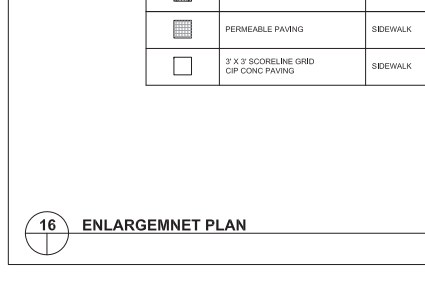 PERMEABLE PAVING SIDEWALK
3' X 3' SCORELINE GRID
CIP CONC PAVING SIDEWALK
16 ENLARGEMNET PLAN